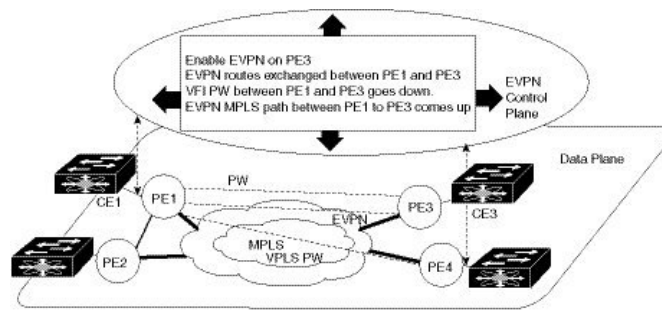 Enable EVPN on PE3
EVPN routes exchanged between PE1 and PE3
VFI PW between PE1 and PE3 goes down.
EVPN MPLS path between PE1 to PE3 comes up
EVPN
Control
Plane
Data Plane
PW
CE1
PE1
EVPN
PE3
CE3
MPLS
VPLS PW
PE2
PE4